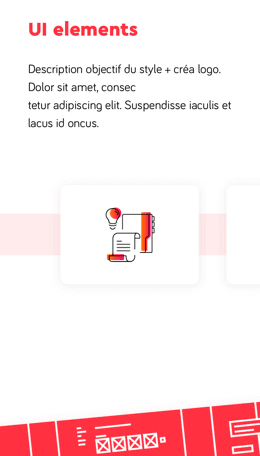 UI elements
Description objectif du style + créa logo.
Dolor sit amet, consec
tetur adipiscing elit. Suspendisse iaculis et
lacus id oncus.